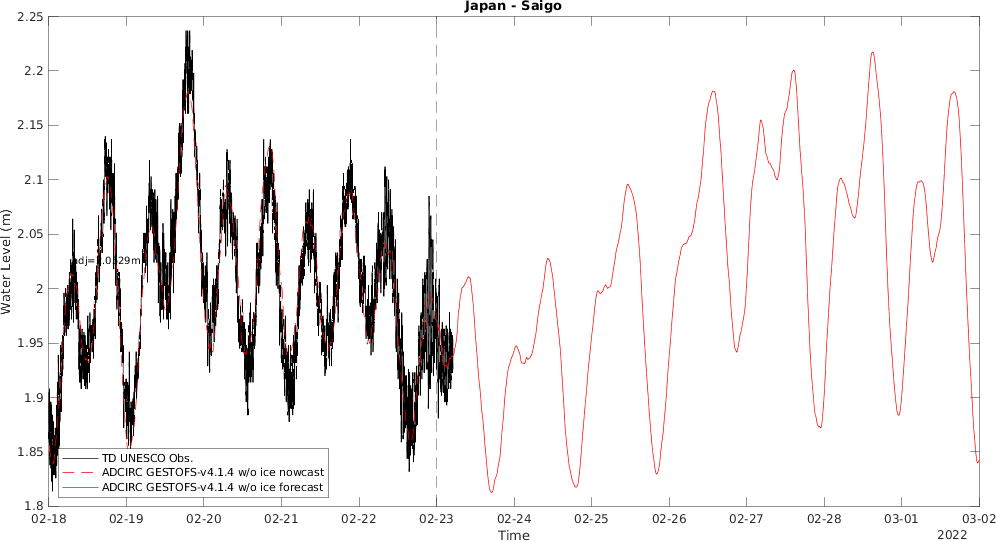 Japan - Saigo
2.25
2.2
2.15
2.1
2.05
2
1.95
1.9
1.85
1.8
Water Level (m)
TD UNESCO Obs.
ADCIRC GESTOFS-v4.1.4 w/o ice nowcast
ADCIRC GESTOFS-v4.1.4 w/o ice forecast
02-18 02-19 02-20 02-21 02-22 02-23 02-24 02-25 02-26 02-27 02-28 03-01 03-02
Time
2022